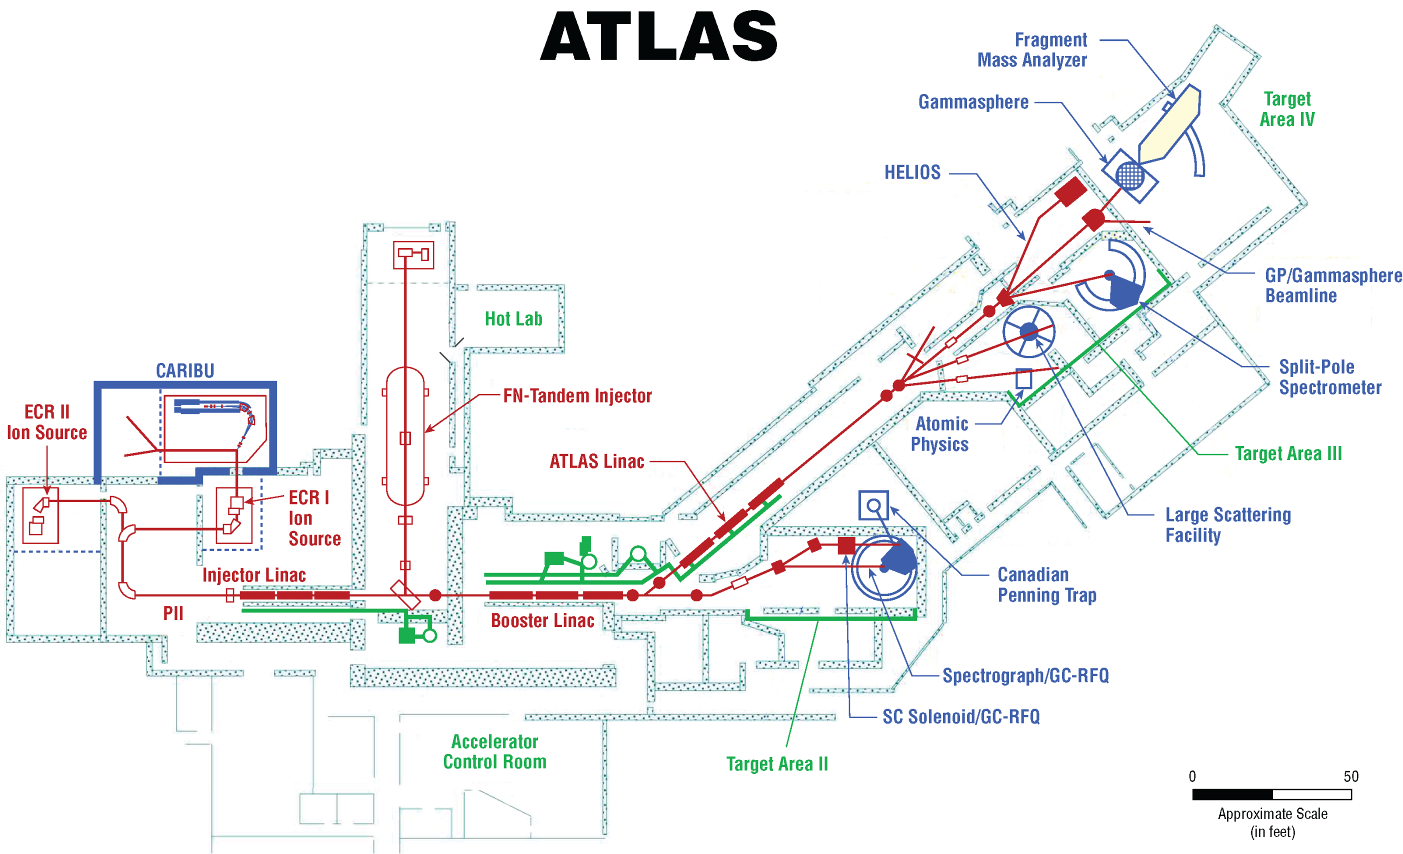 ATLAS
Fragment
Mass Analyzer
Gammasphere
Target
Area IV
HELIOS
GP/Gammasphere
Beamline
Hot Lab
CARIBU
Split-Pole
Spectrometer
FN-Tandem Injector
ECR II
Ion Source
Atomic
Physics
Target Area III
ATLAS Linac
ECR I
Ion
Source
Large Scattering
Facility
Injector Linac
Canadian
Penning Trap
PII
Booster Linac
Spectrograph/GC-RFQ
SC Solenoid/GC-RFQ
Accelerator
Control Room
Target Area II
0 50
Approximate Scale
(in feet)